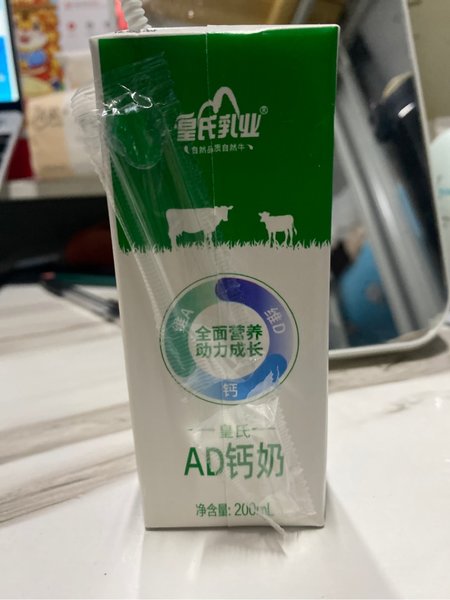 皇氏乳业®
自然品质自然牛
维A
维D
全面营养
动力成长
钙
皇氏
AD钙奶
净含量: 200mL